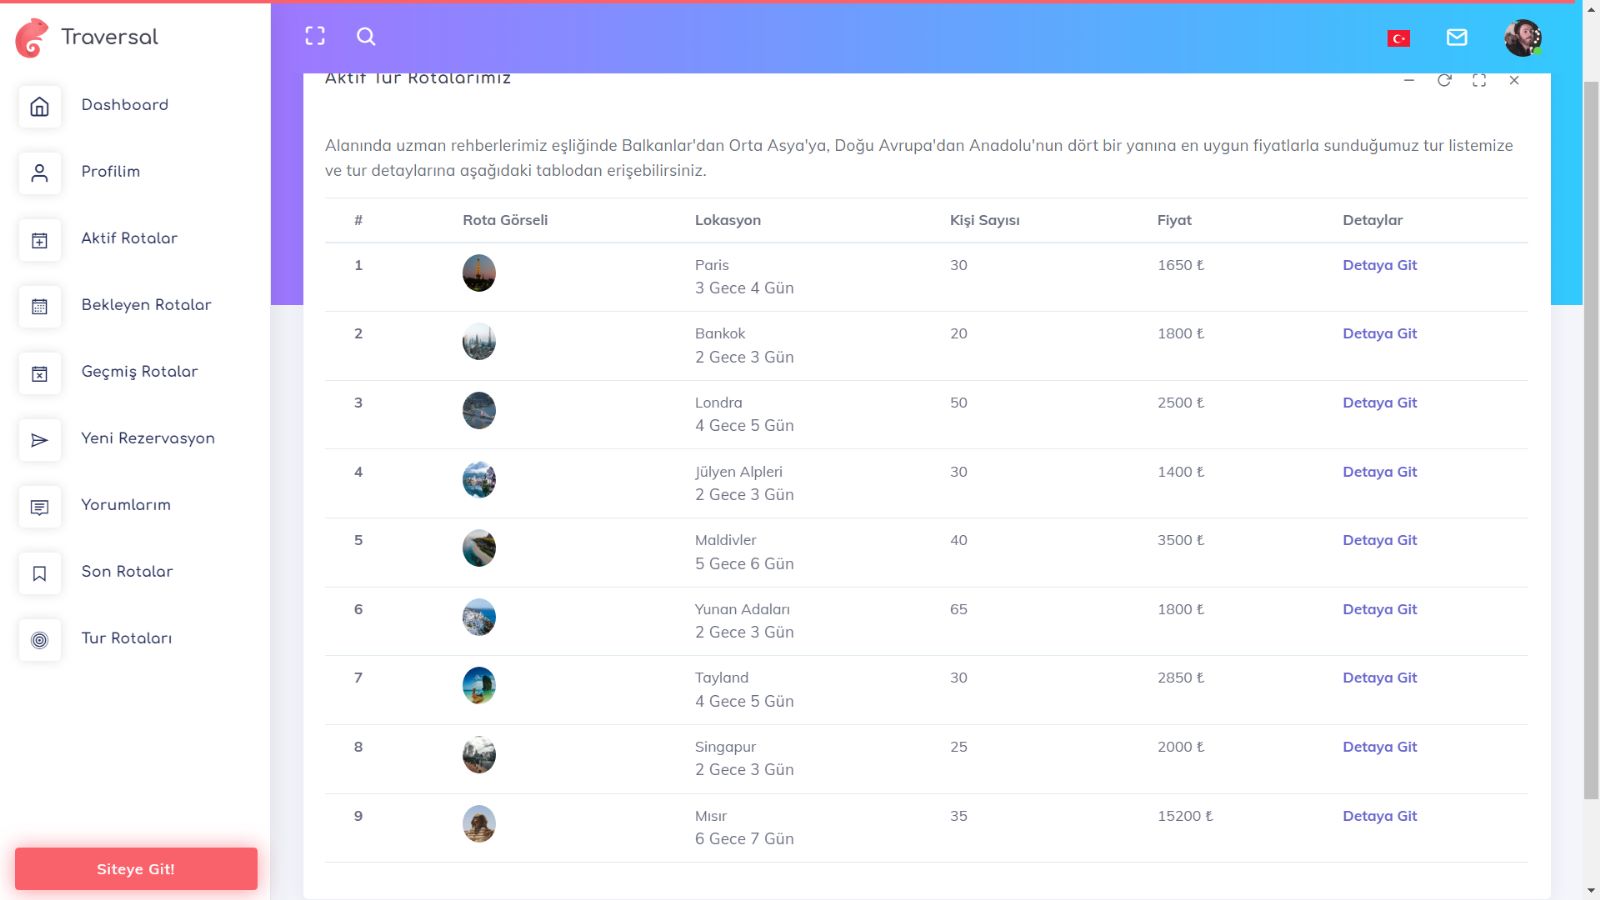 Traversal
Dashboard
Profilim
Aktif Rotalar
Bekleyen Rotalar
Geçmiş Rotalar
Yeni Rezervasyon
Yorumlarım
Son Rotalar
Tur Rotaları
Siteye Git!
Aktif Tur Rotalarımız
Alanında uzman rehberlerimiz eşliğinde Balkanlar'dan Orta Asya'ya, Doğu Avrupa'dan Anadolu'nun dört bir yanına en uygun fiyatlarla sunduğumuz tur listemize
ve tur detaylarına aşağıdaki tablodan erişebilirsiniz.
# Rota Görseli Lokasyon Kişi Sayısı Fiyat Detaylar
1 Paris 30 1650 ₺ Detaya Git
3 Gece 4 Gün
2 Bankok 20 1800 ₺ Detaya Git
2 Gece 3 Gün
3 Londra 50 2500 ₺ Detaya Git
4 Gece 5 Gün
4 Jülyen Alpleri 30 1400 ₺ Detaya Git
2 Gece 3 Gün
5 Maldivler 40 3500 ₺ Detaya Git
5 Gece 6 Gün
6 Yunan Adaları 65 1800 ₺ Detaya Git
2 Gece 3 Gün
7 Tayland 30 2850 ₺ Detaya Git
4 Gece 5 Gün
8 Singapur 25 2000 ₺ Detaya Git
2 Gece 3 Gün
9 Mısır 35 15200 ₺ Detaya Git
6 Gece 7 Gün